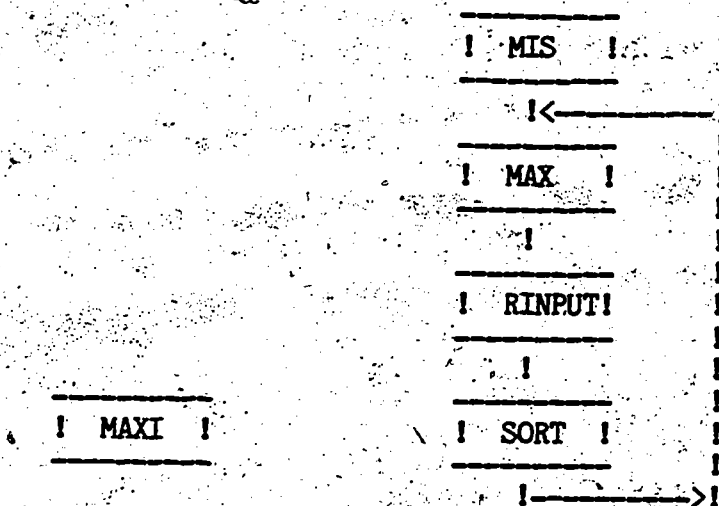 ! MIS !
!<
! MAX !
!
! RINPUT!
!
! MAXI ! ! SORT !
!------------>!